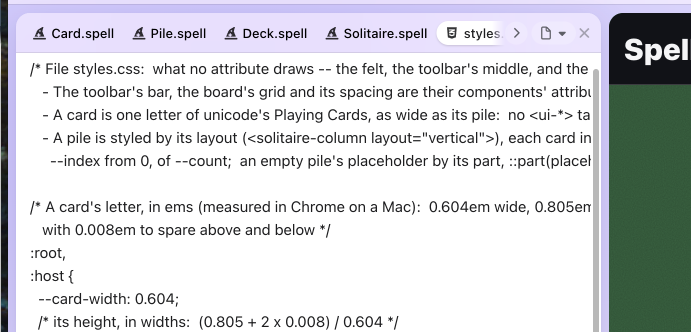 Card.spell Pile.spell Deck.spell Solitaire.spell styles.
Spell
/* File styles.css:  what no attribute draws -- the felt, the toolbar's middle, and the
- The toolbar's bar, the board's grid and its spacing are their components'
- A card is one letter of unicode's Playing Cards, as wide as its pile:  no <ui-*>
- A pile is styled by its layout (<solitaire-column layout="vertical">), each card in
--index from 0, of --count;  an empty pile's placeholder by its part,
/* A card's letter, in ems (measured in Chrome on a Mac):  0.604em wide, 0.805em
with 0.008em to spare above and below */
:root,
:host {
--card-width: 0.604;
/* its height, in widths:  (0.805 + 2 x 0.008) / 0.604 */